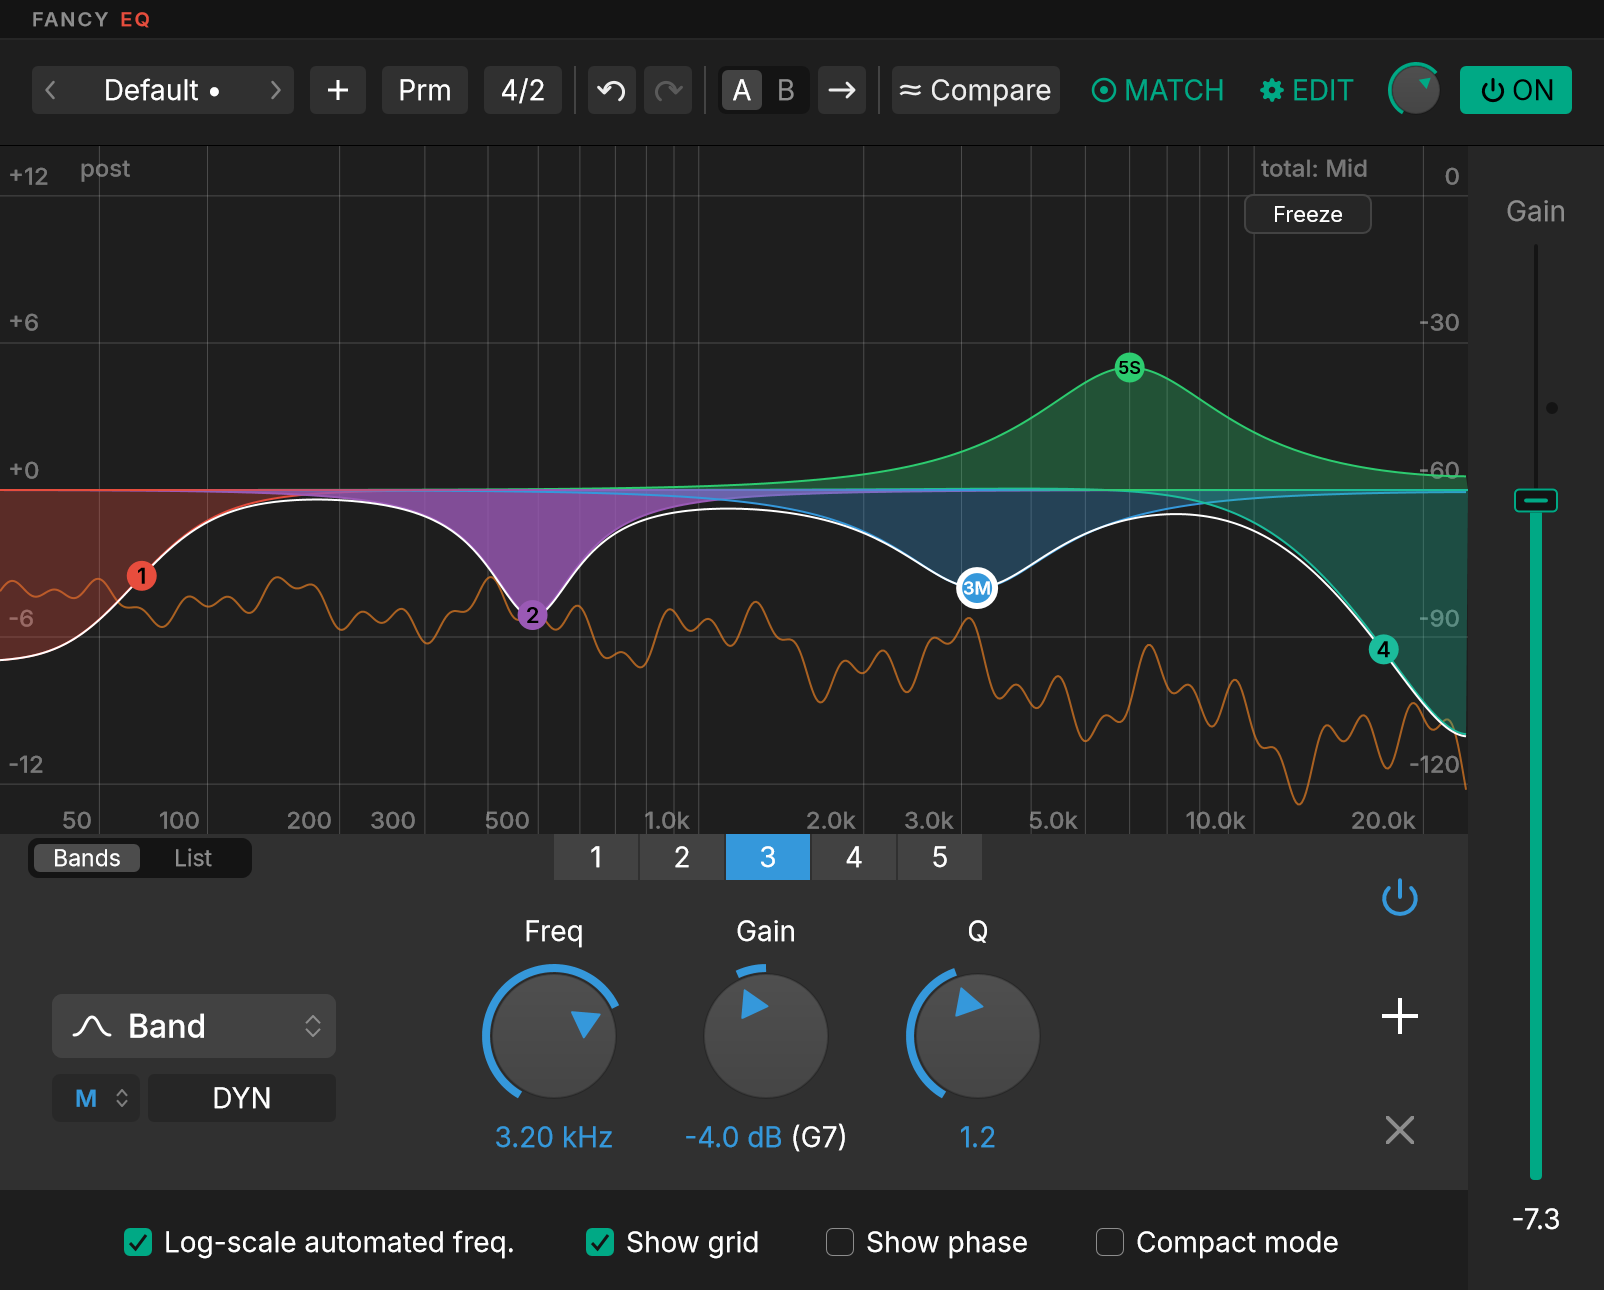 FANCY EQ
Default •
+
Prm
4/2
A
B
→
≈ Compare
MATCH
EDIT
ON
post
total: Mid
Freeze
+12
+6
+0
-6
-12
0
-30
-60
-90
-120
1
2
3M
4
5S
50
100
200
300
500
1.0k
2.0k
3.0k
5.0k
10.0k
20.0k
Gain
-7.3
Bands
List
1
2
3
4
5
Band
M
DYN
Freq
3.20 kHz
Gain
-4.0 dB (G7)
Q
1.2
Log-scale automated freq.
Show grid
Show phase
Compact mode